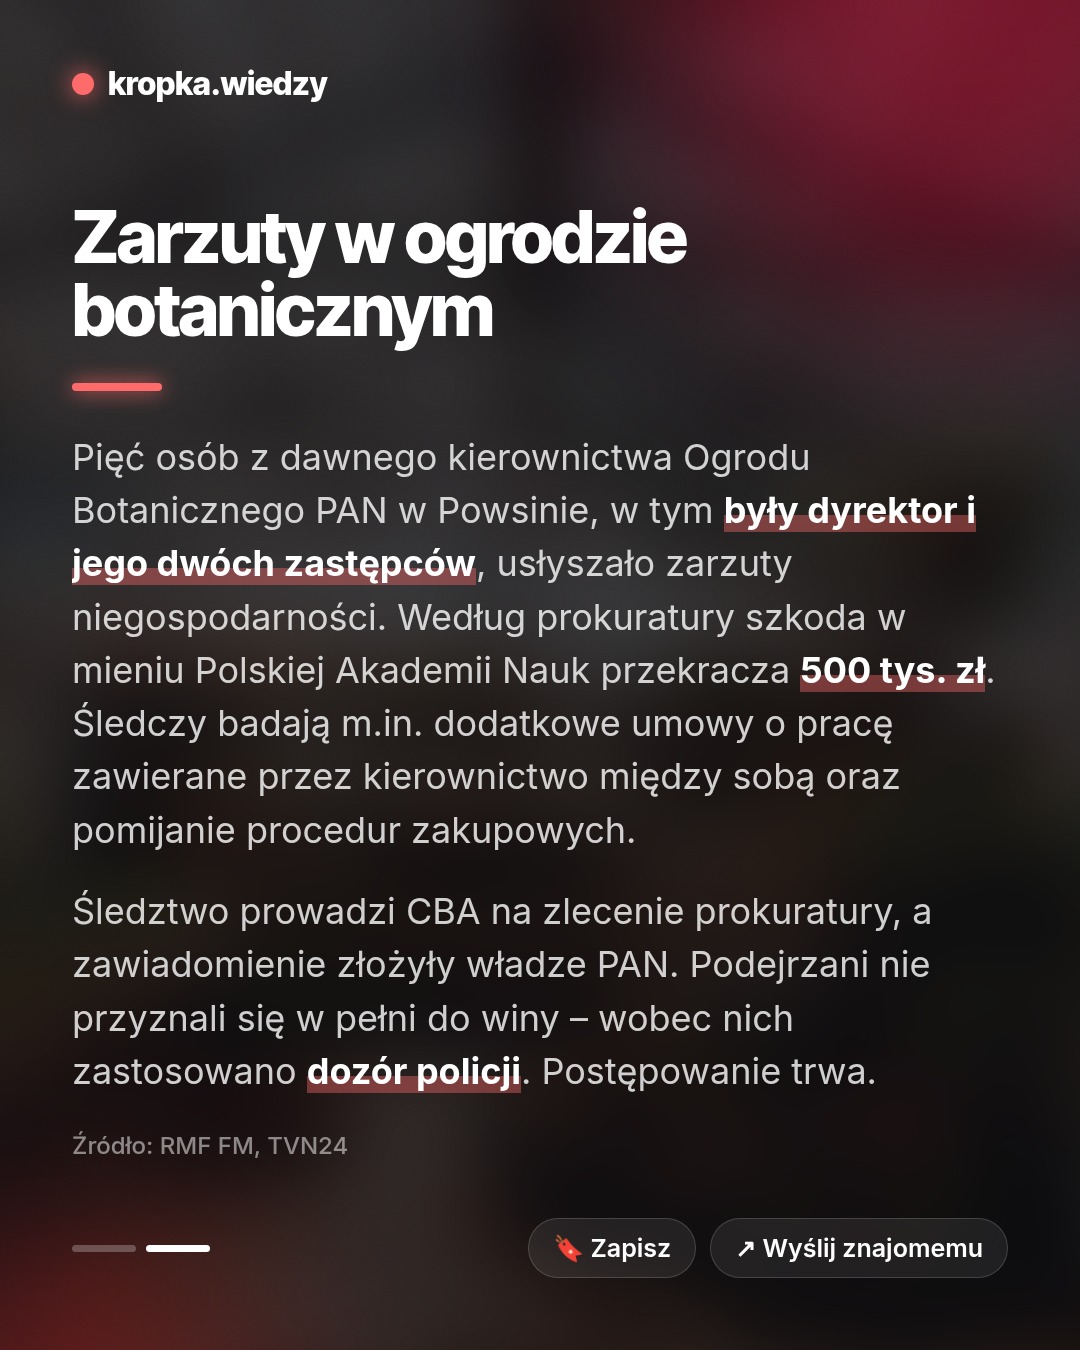 kropka.wiedzy
Zarzuty w ogrodzie
botanicznym
Pięć osób z dawnego kierownictwa Ogrodu
Botanicznego PAN w Powsinie, w tym były dyrektor i
jego dwóch zastępców, usłyszało zarzuty
niegospodarności. Według prokuratury szkoda w
mieniu Polskiej Akademii Nauk przekracza 500 tys. zł.
Śledczy badają m.in. dodatkowe umowy o pracę
zawierane przez kierownictwo między sobą oraz
pomijanie procedur zakupowych.
Śledztwo prowadzi CBA na zlecenie prokuratury, a
zawiadomienie złożyły władze PAN. Podejrzani nie
przyznali się w pełni do winy – wobec nich
zastosowano dozór policji. Postępowanie trwa.
Źródło: RMF FM, TVN24
🔖 Zapisz
↗ Wyślij znajomemu